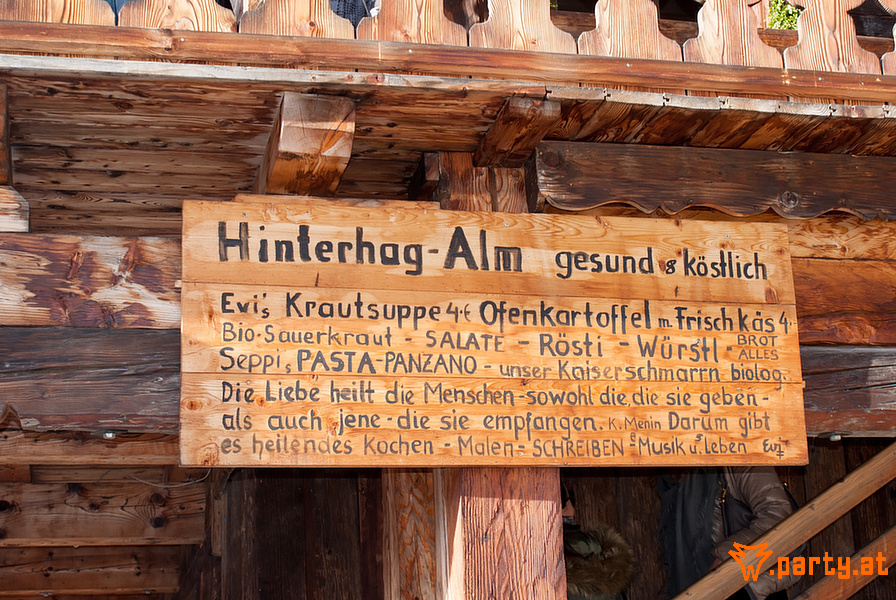 Hinterhag-Alm gesund & köstlich
Evi's Krautsuppe 4.€ Ofenkartoffel m. Frischkäs 4.-
Bio-Sauerkraut - SALATE - Rösti - Würstl - BROT ALLES
Seppi's PASTA-PANZANO - unser Kaiserschmarrn biolog.
Die Liebe heilt die Menschen - sowohl die, die sie geben -
als auch jene - die sie empfangen. K. Menin Darum gibt
es heilendes Kochen - Malen - SCHREIBEN - Musik u. Leben
.party.at